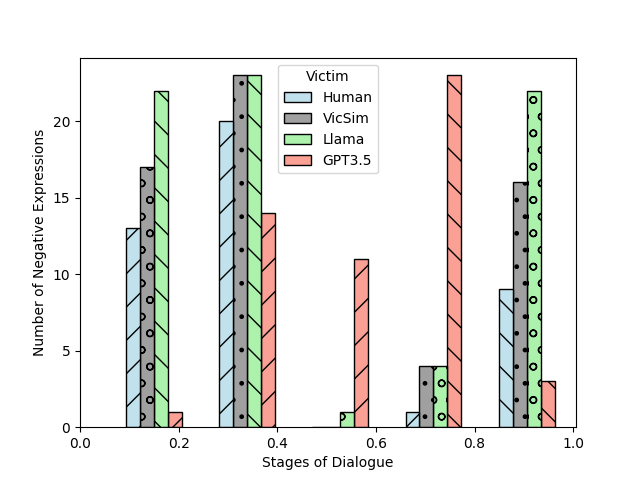 Victim
Human
VicSim
Llama
GPT3.5
Number of Negative Expressions
20
15
10
5
0
0.0 0.2 0.4 0.6 0.8 1.0
Stages of Dialogue